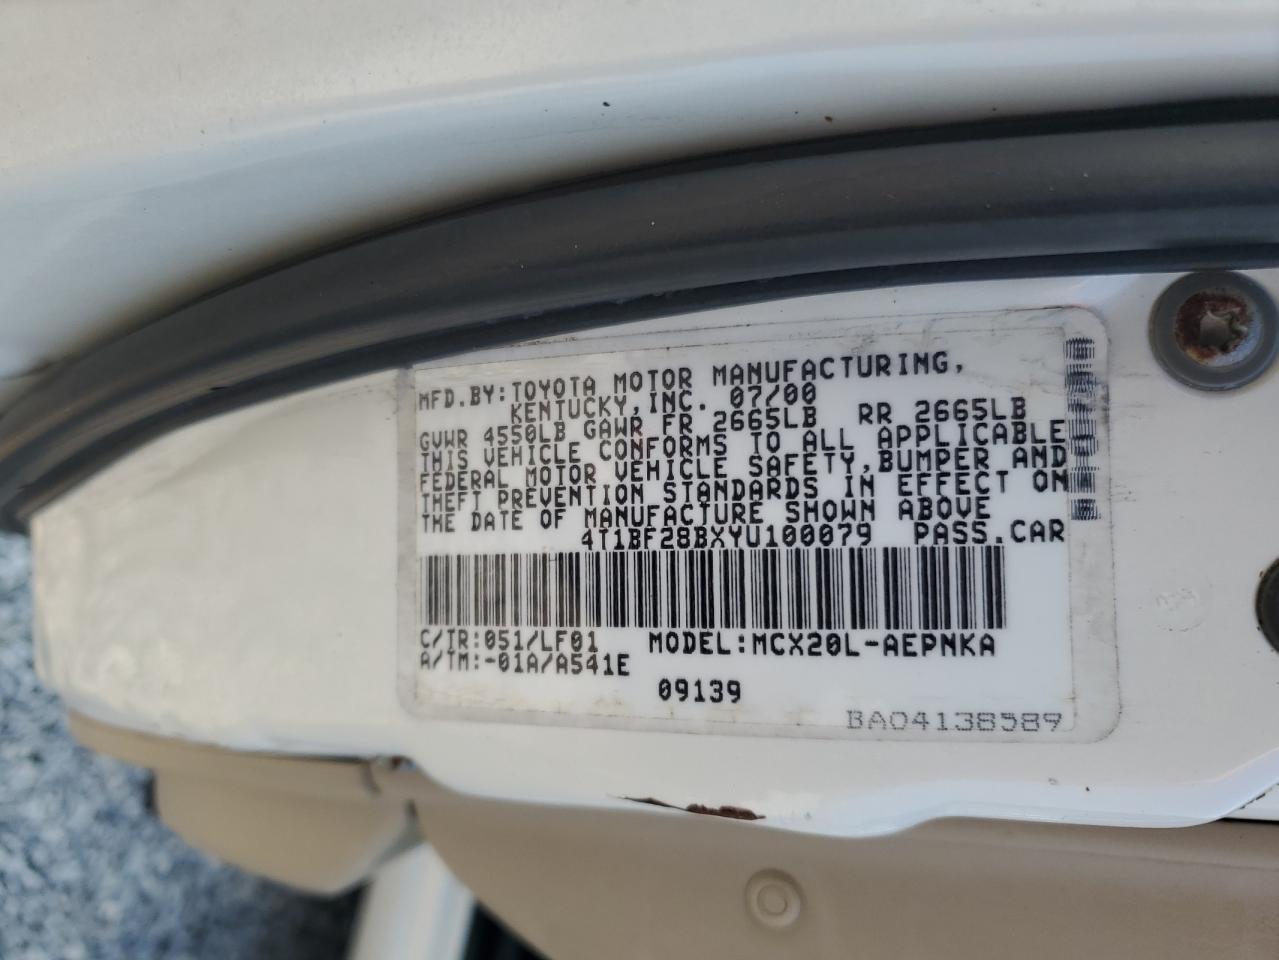 MFD.BY:TOYOTA MOTOR MANUFACTURING,
KENTUCKY,INC. 07/00
GVWR 4550LB GAWR FR 2665LB RR 2665LB
THIS VEHICLE CONFORMS TO ALL APPLICABLE
FEDERAL MOTOR VEHICLE SAFETY,BUMPER AND
THEFT PREVENTION STANDARDS IN EFFECT ON
THE DATE OF MANUFACTURE SHOWN ABOVE
4T1BF28BXYU100079 PASS.CAR
C/TR:051/LF01 MODEL:MCX20L-AEPNKA
A/TM:-01A/A541E
09139
BA04138589